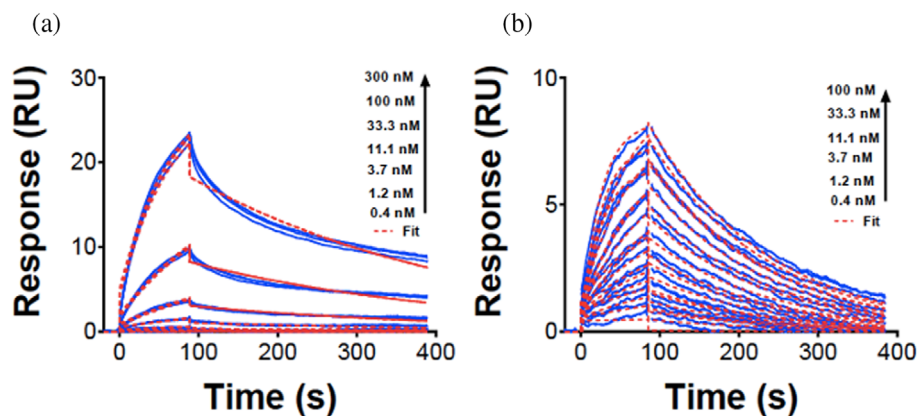 (a)
(b)
Response (RU)
30
20
10
0
0
100
200
300
400
Time (s)
300 nM
100 nM
33.3 nM
11.1 nM
3.7 nM
1.2 nM
0.4 nM
Fit
Response (RU)
10
5
0
0
100
200
300
400
Time (s)
100 nM
33.3 nM
11.1 nM
3.7 nM
1.2 nM
0.4 nM
Fit